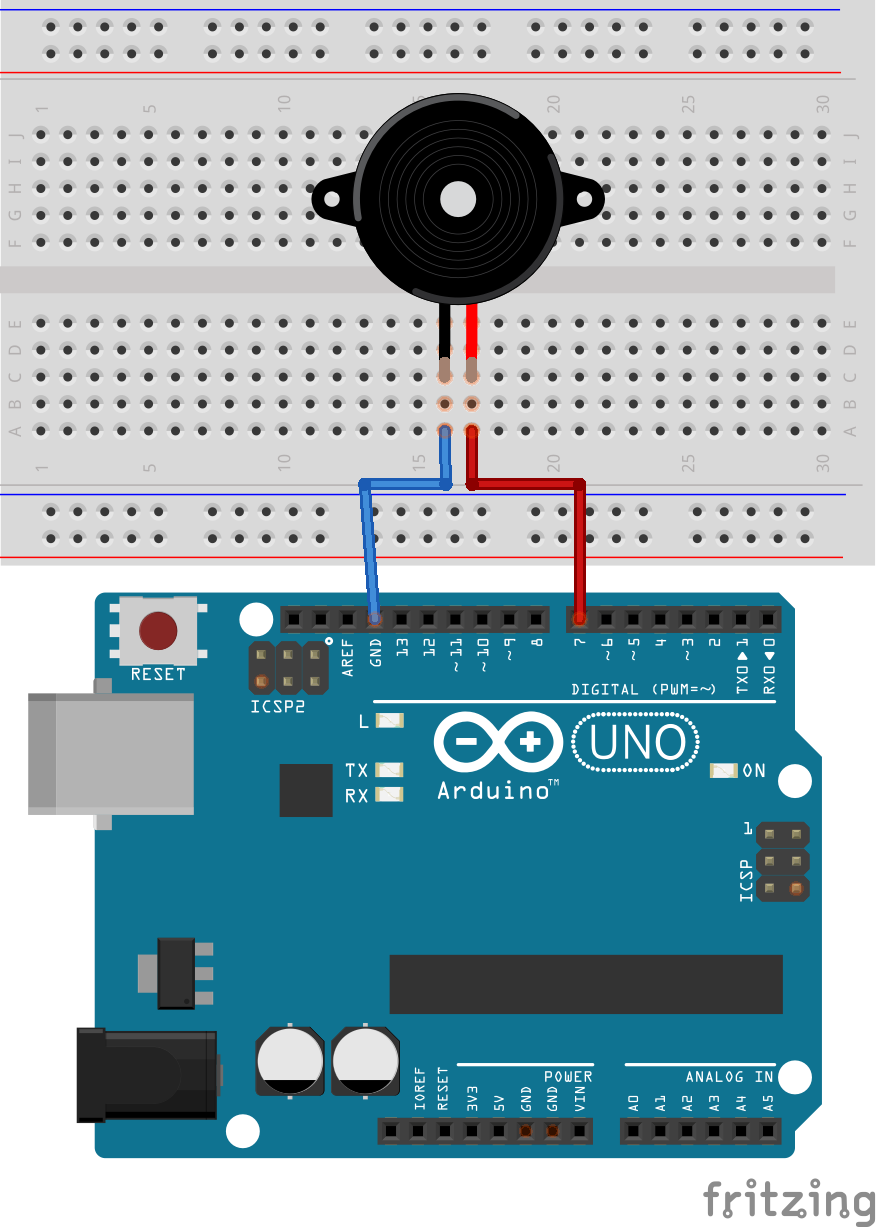 1 5 10 15 20 25 30
J J
I I
H H
G G
F F
E E
D D
C C
B B
A A
1 5 10 15 20 25 30
RESET
ICSP2
AREF GND 13 12 ~11 ~10 ~9 8 7 ~6 ~5 4 ~3 2 TX0▶1 RX0◀0
DIGITAL (PWM=~)
L
TX
RX
Arduino™
UNO
ON
1
ICSP
IOREF RESET 3V3 5V GND GND VIN
POWER
A0 A1 A2 A3 A4 A5
ANALOG IN
fritzing